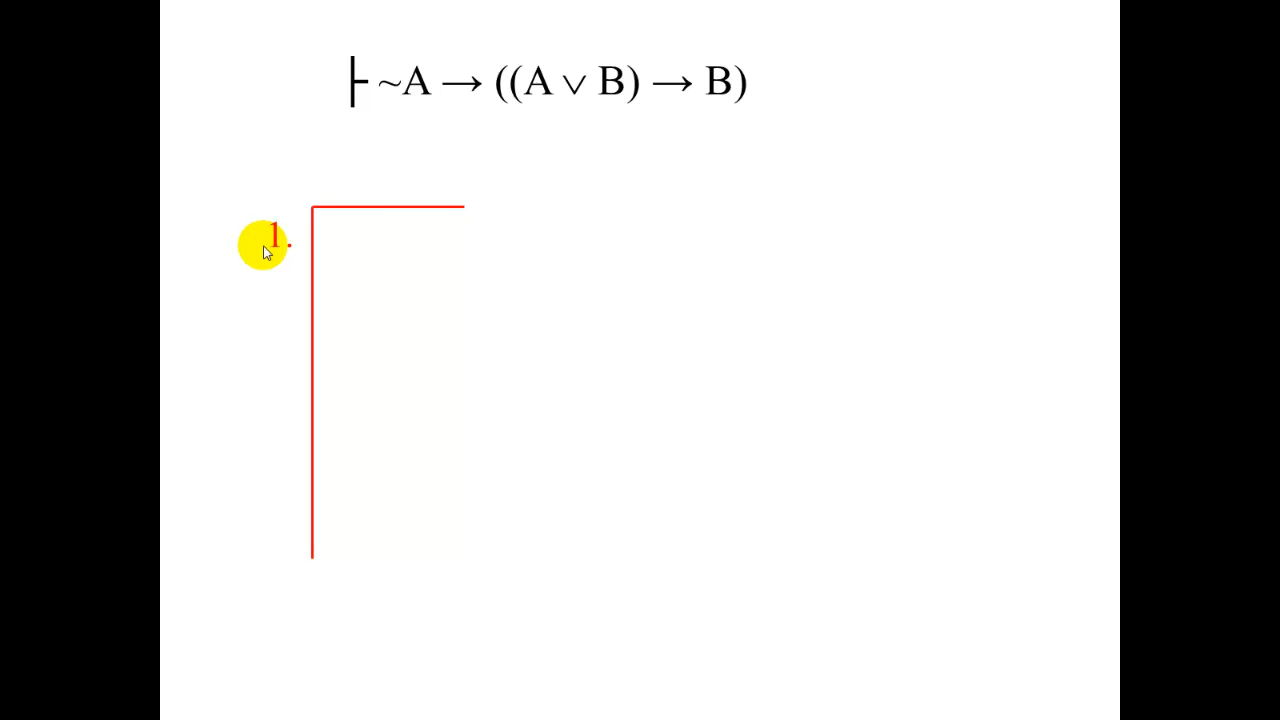 ⊢ ~A → ((A ∨ B) → B)
1.